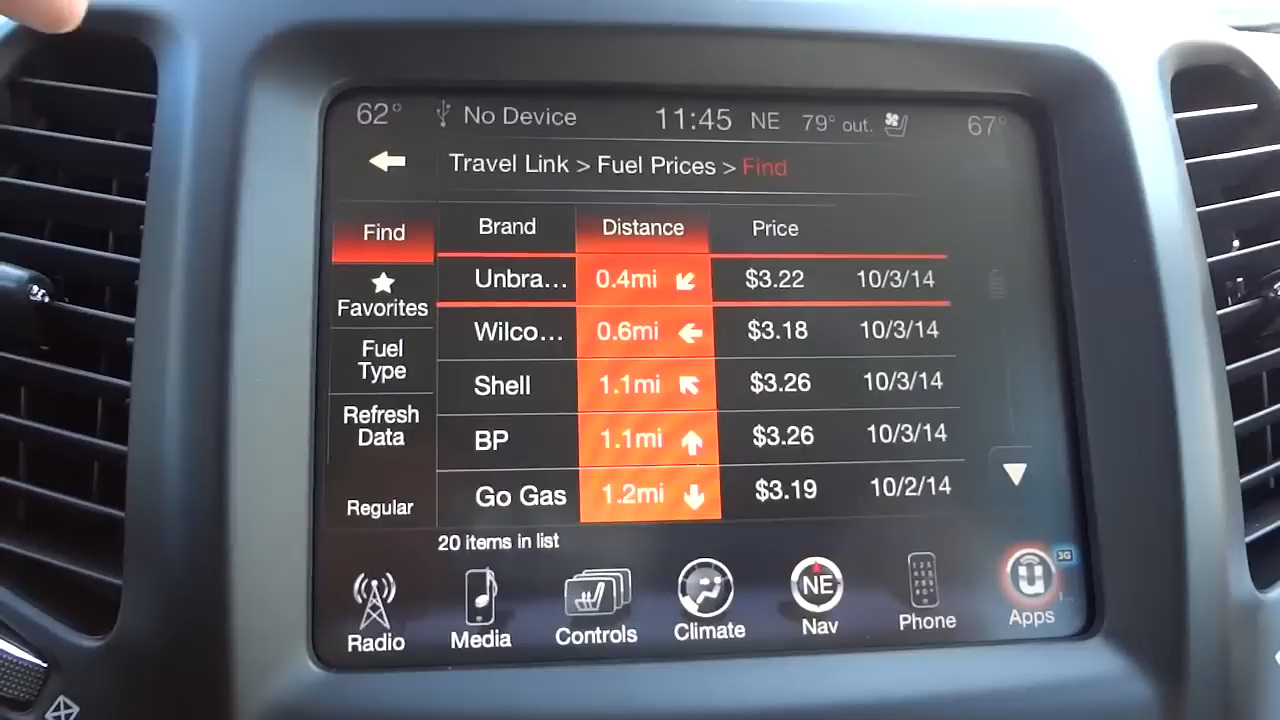 62° No Device 11:45 NE 79° out. 67°
Travel Link > Fuel Prices > Find
Find
Favorites
Fuel
Type
Refresh
Data
Regular
Brand Distance Price
Unbra... 0.4mi $3.22 10/3/14
Wilco... 0.6mi $3.18 10/3/14
Shell 1.1mi $3.26 10/3/14
BP 1.1mi $3.26 10/3/14
Go Gas 1.2mi $3.19 10/2/14
20 items in list
NE
3G
Radio Media Controls Climate Nav Phone Apps